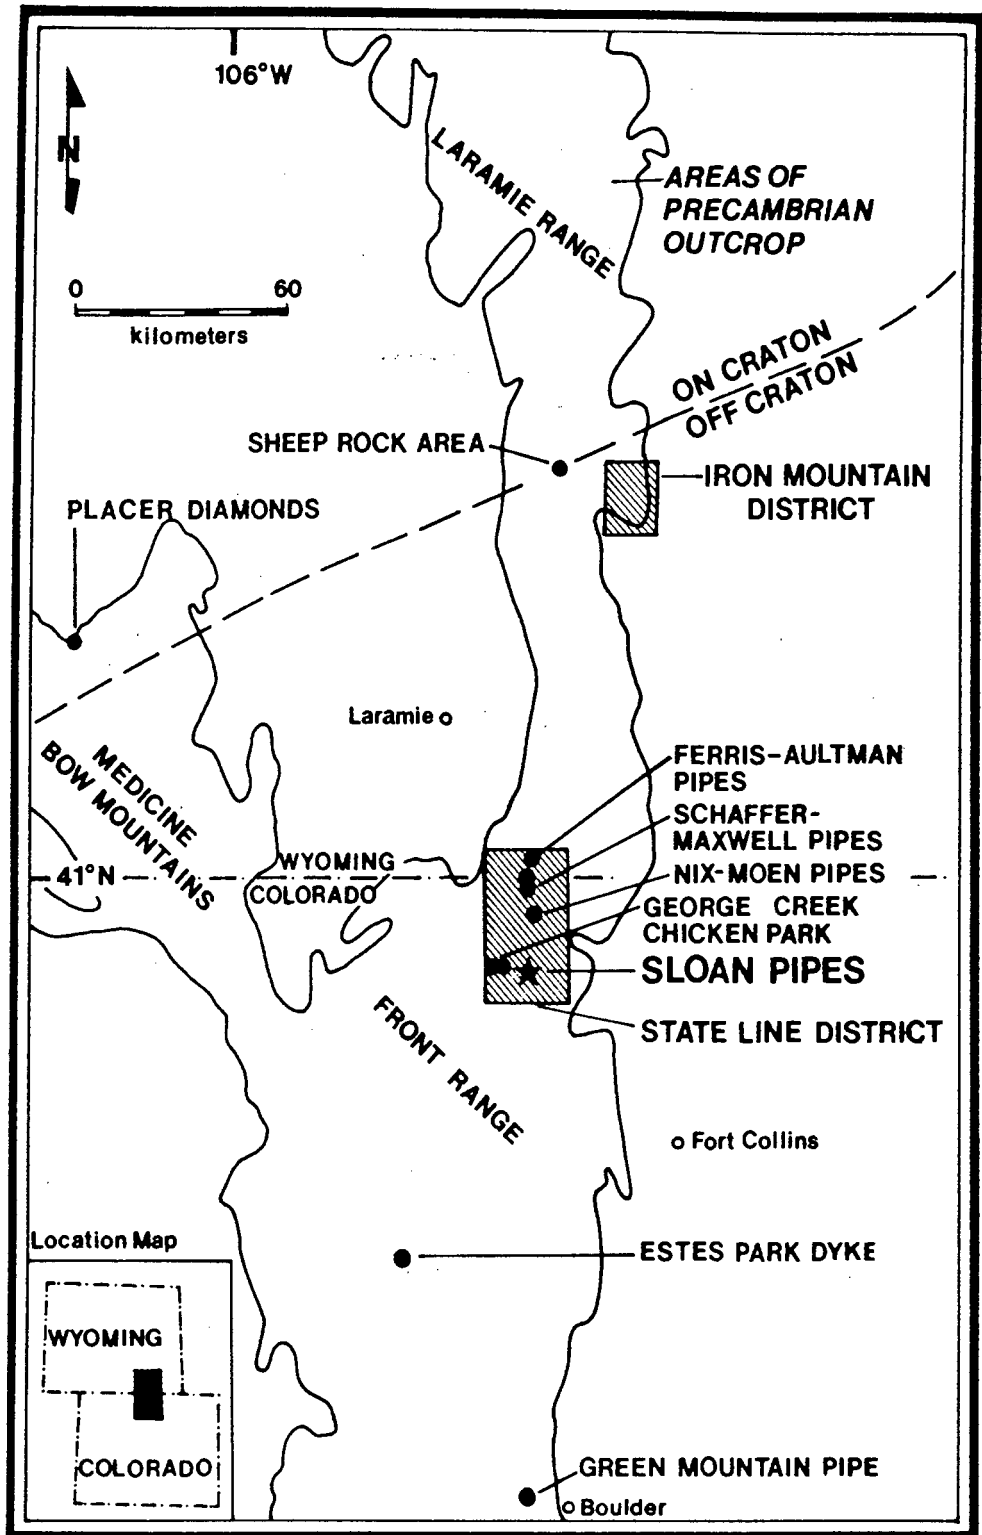 106°W
N
LARAMIE RANGE
AREAS OF
PRECAMBRIAN
OUTCROP
0 60
kilometers
ON CRATON
OFF CRATON
SHEEP ROCK AREA
IRON MOUNTAIN
DISTRICT
PLACER DIAMONDS
Laramie
MEDICINE
BOW MOUNTAINS
FERRIS-AULTMAN
PIPES
SCHAFFER-
MAXWELL PIPES
WYOMING
41°N
COLORADO
NIX-MOEN PIPES
GEORGE CREEK
CHICKEN PARK
SLOAN PIPES
STATE LINE DISTRICT
FRONT RANGE
Fort Collins
Location Map
ESTES PARK DYKE
WYOMING
COLORADO
GREEN MOUNTAIN PIPE
Boulder